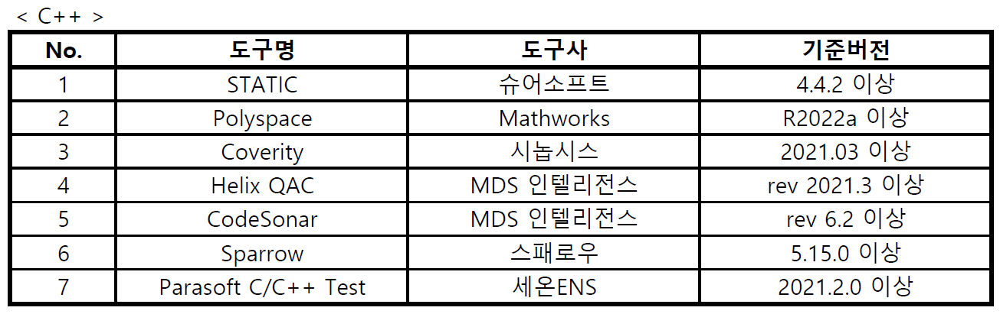 < C++ >
No. 도구명 도구사 기준버전
1 STATIC 슈어소프트 4.4.2 이상
2 Polyspace Mathworks R2022a 이상
3 Coverity 시놉시스 2021.03 이상
4 Helix QAC MDS 인텔리전스 rev 2021.3 이상
5 CodeSonar MDS 인텔리전스 rev 6.2 이상
6 Sparrow 스패로우 5.15.0 이상
7 Parasoft C/C++ Test 세온ENS 2021.2.0 이상